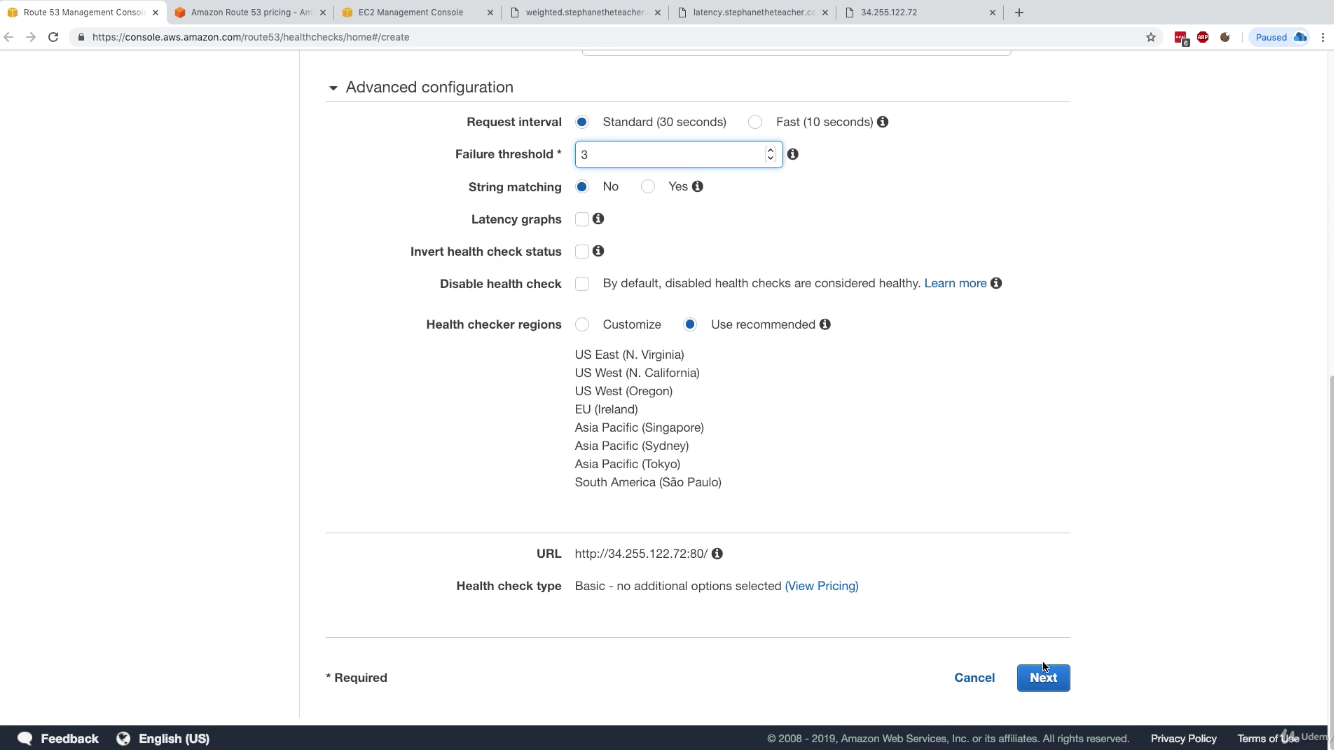 Route 53 Management Consol
Amazon Route 53 pricing - Am
EC2 Management Console
weighted.stephanetheteacher.
latency.stephanetheteacher.co
34.255.122.72
https://console.aws.amazon.com/route53/healthchecks/home#/create
ABP
Paused
Advanced configuration
Request interval Standard (30 seconds) Fast (10 seconds)
Failure threshold * 3
String matching No Yes
Latency graphs
Invert health check status
Disable health check By default, disabled health checks are considered healthy. Learn more
Health checker regions Customize Use recommended
US East (N. Virginia)
US West (N. California)
US West (Oregon)
EU (Ireland)
Asia Pacific (Singapore)
Asia Pacific (Sydney)
Asia Pacific (Tokyo)
South America (São Paulo)
URL http://34.255.122.72:80/
Health check type Basic - no additional options selected (View Pricing)
* Required Cancel Next
Feedback English (US) © 2008 - 2019, Amazon Web Services, Inc. or its affiliates. All rights reserved. Privacy Policy Terms of Use
Udemy